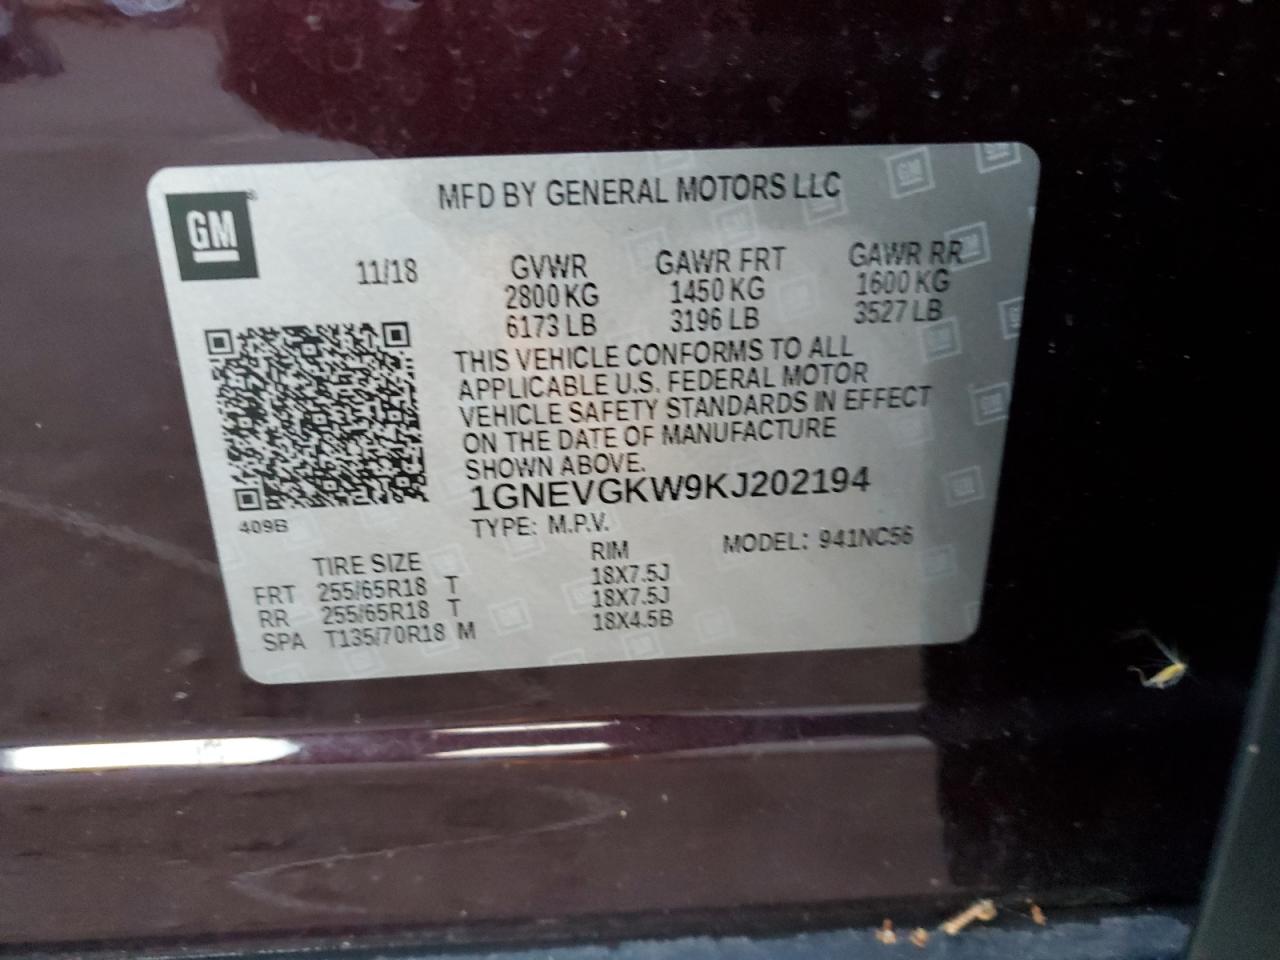 MFD BY GENERAL MOTORS LLC
GM®
11/18 GVWR GAWR FRT GAWR RR
2800 KG 1450 KG 1600 KG
6173 LB 3196 LB 3527 LB
THIS VEHICLE CONFORMS TO ALL
APPLICABLE U.S. FEDERAL MOTOR
VEHICLE SAFETY STANDARDS IN EFFECT
ON THE DATE OF MANUFACTURE
SHOWN ABOVE.
1GNEVGKW9KJ202194
409B
TYPE: M.P.V. MODEL: 941NC56
TIRE SIZE RIM
FRT 255/65R18 T 18X7.5J
RR 255/65R18 T 18X7.5J
SPA T135/70R18 M 18X4.5B